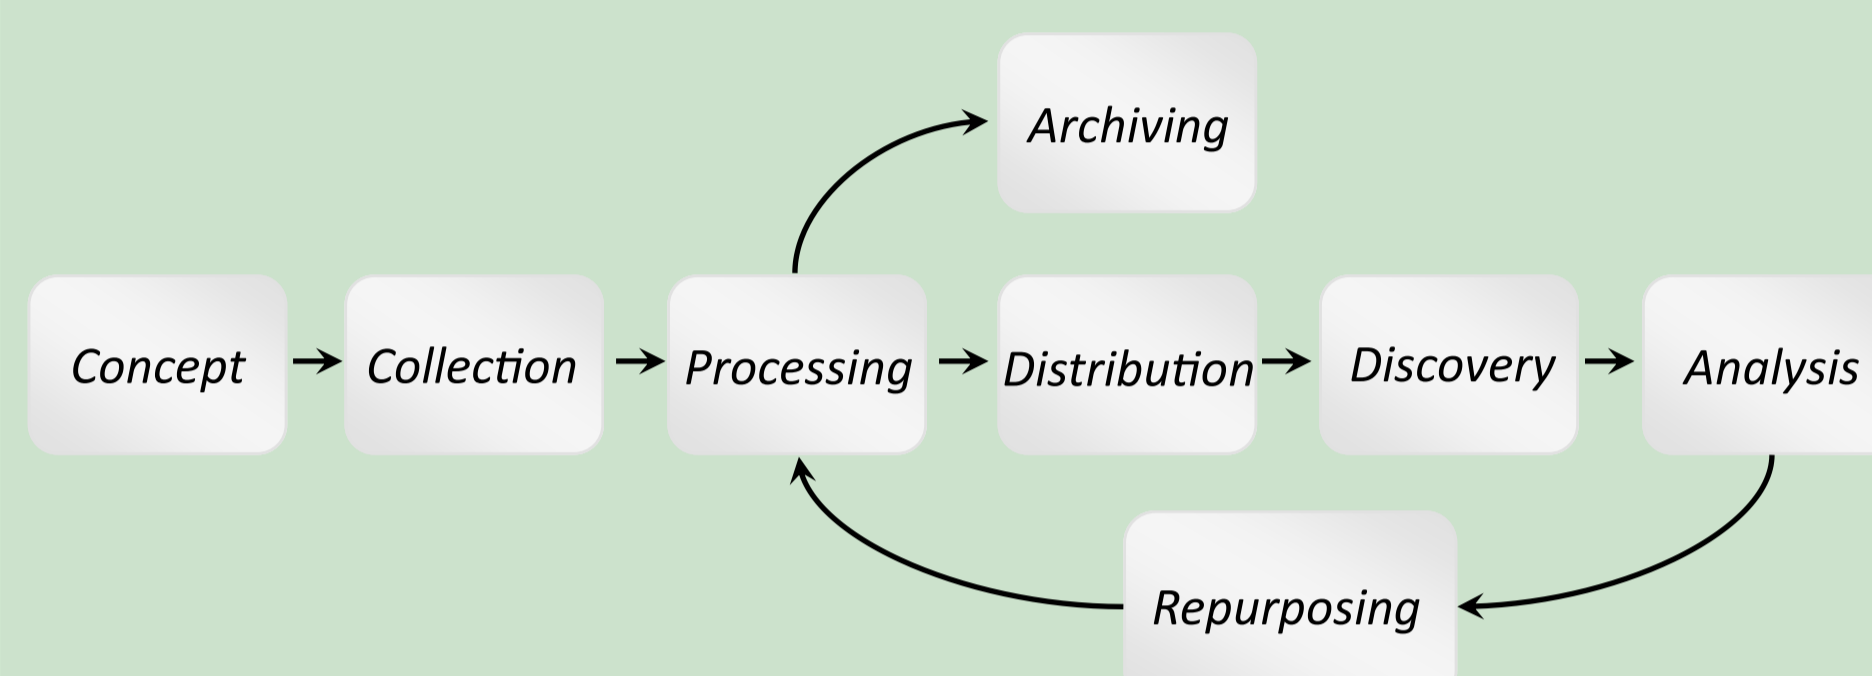 Archiving
Concept
Collection
Processing
Distribution
Discovery
Analysis
Repurposing